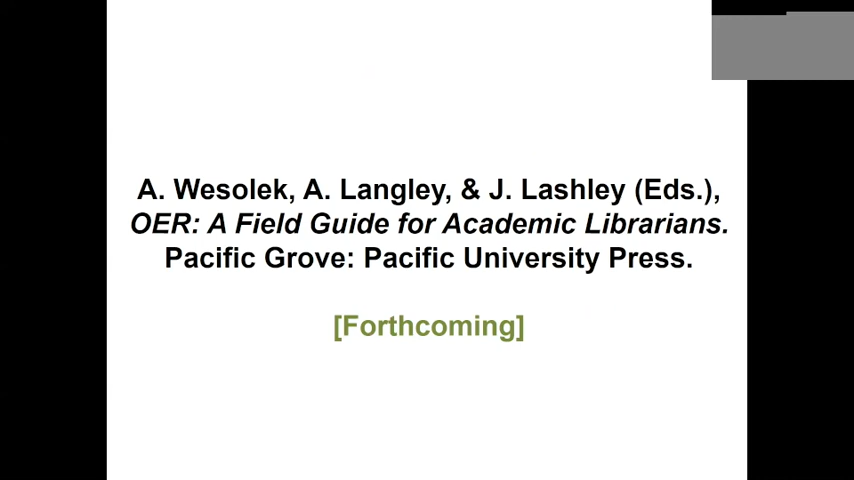 A. Wesolek, A. Langley, & J. Lashley (Eds.),
OER: A Field Guide for Academic Librarians.
Pacific Grove: Pacific University Press.
[Forthcoming]